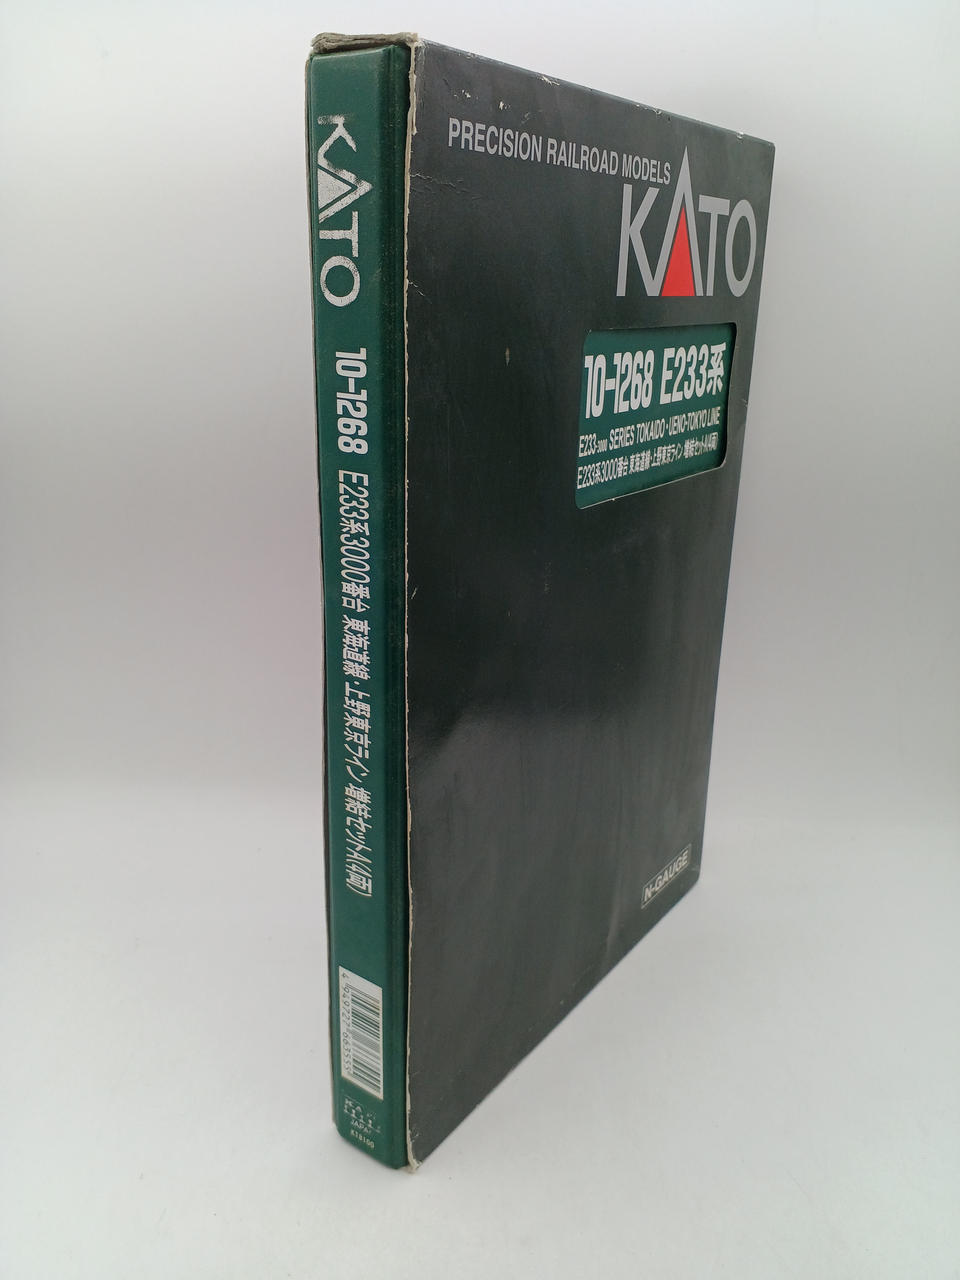 KATO
10-1268 E233系3000番台 東海道線・上野東京ライン 増結セットA(4両)
4 949727 663555
JAPAN
PRECISION RAILROAD MODELS
KATO
10-1268 E233系
E233-3000 SERIES TOKAIDO・UENO-TOKYO LINE
E233系3000番台 東海道線・上野東京ライン 増結セットA(4両)
N-GAUGE